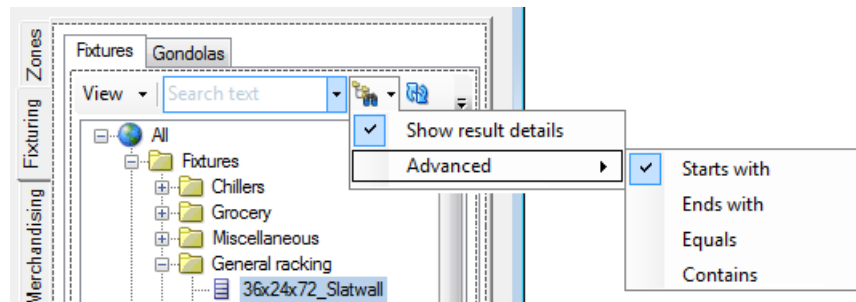 Zones
Fixturing
Merchandising
Fixtures
Gondolas
View
Search text
All
Fixtures
Chillers
Grocery
Miscellaneous
General racking
36x24x72_Slatwall
Show result details
Advanced
Starts with
Ends with
Equals
Contains